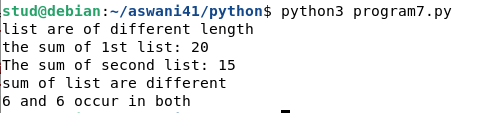 stud@debian:~/aswani41/python$ python3 program7.py
list are of different length
the sum of 1st list: 20
The sum of second list: 15
sum of list are different
6 and 6 occur in both